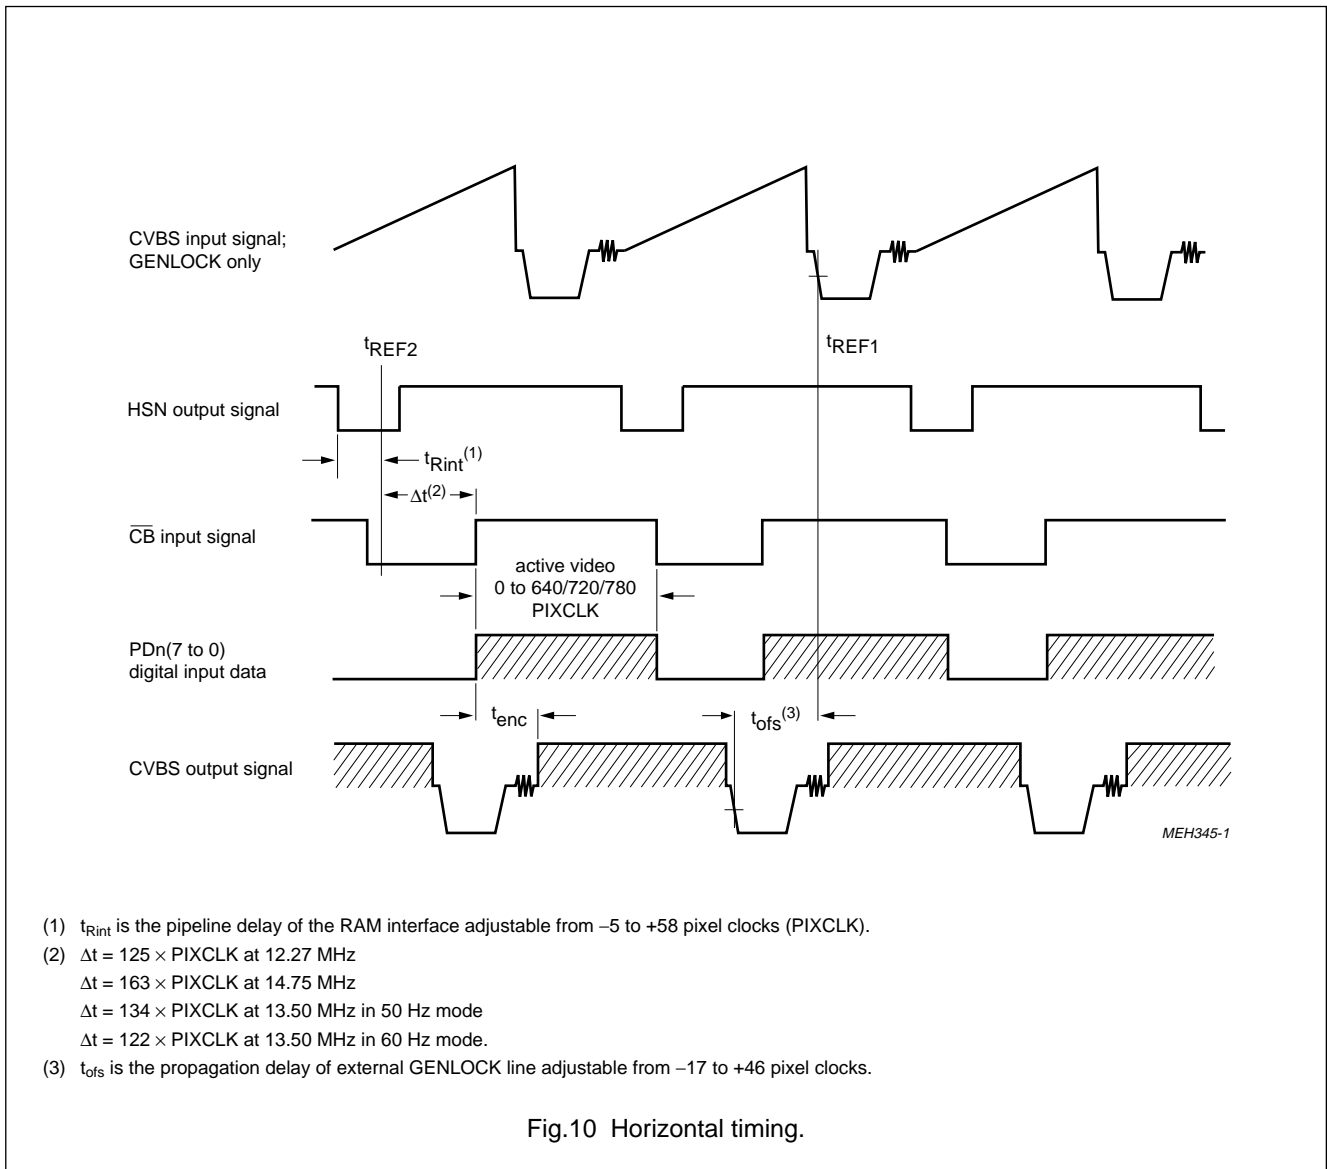 CVBS input signal;
GENLOCK only
tREF2
tREF1
HSN output signal
tRint(1)
Δt(2)
C̅B̅ input signal
active video
0 to 640/720/780
PIXCLK
PDn(7 to 0)
digital input data
tenc
tofs(3)
CVBS output signal
MEH345-1
(1) tRint is the pipeline delay of the RAM interface adjustable from −5 to +58 pixel clocks (PIXCLK).
(2) Δt = 125 × PIXCLK at 12.27 MHz
Δt = 163 × PIXCLK at 14.75 MHz
Δt = 134 × PIXCLK at 13.50 MHz in 50 Hz mode
Δt = 122 × PIXCLK at 13.50 MHz in 60 Hz mode.
(3) tofs is the propagation delay of external GENLOCK line adjustable from −17 to +46 pixel clocks.
Fig.10 Horizontal timing.